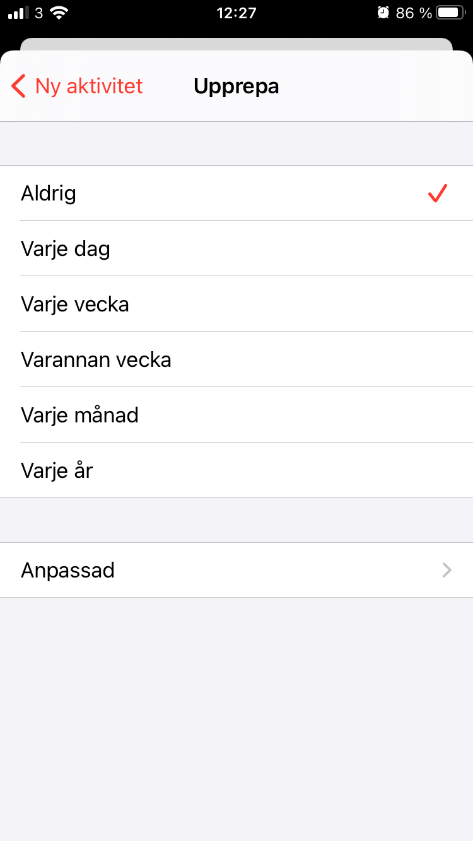 3 12:27 86 %
Ny aktivitet Upprepa
Aldrig
Varje dag
Varje vecka
Varannan vecka
Varje månad
Varje år
Anpassad